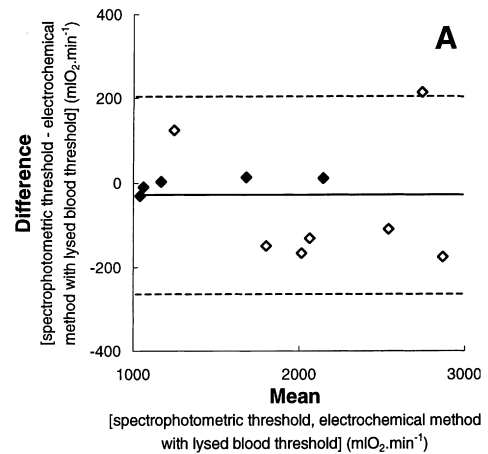 A
Difference
[spectrophotometric threshold - electrochemical
method with lysed blood threshold] (mlO2.min-1)
400
200
0
-200
-400
1000
2000
3000
Mean
[spectrophotometric threshold, electrochemical method
with lysed blood threshold] (mlO2.min-1)